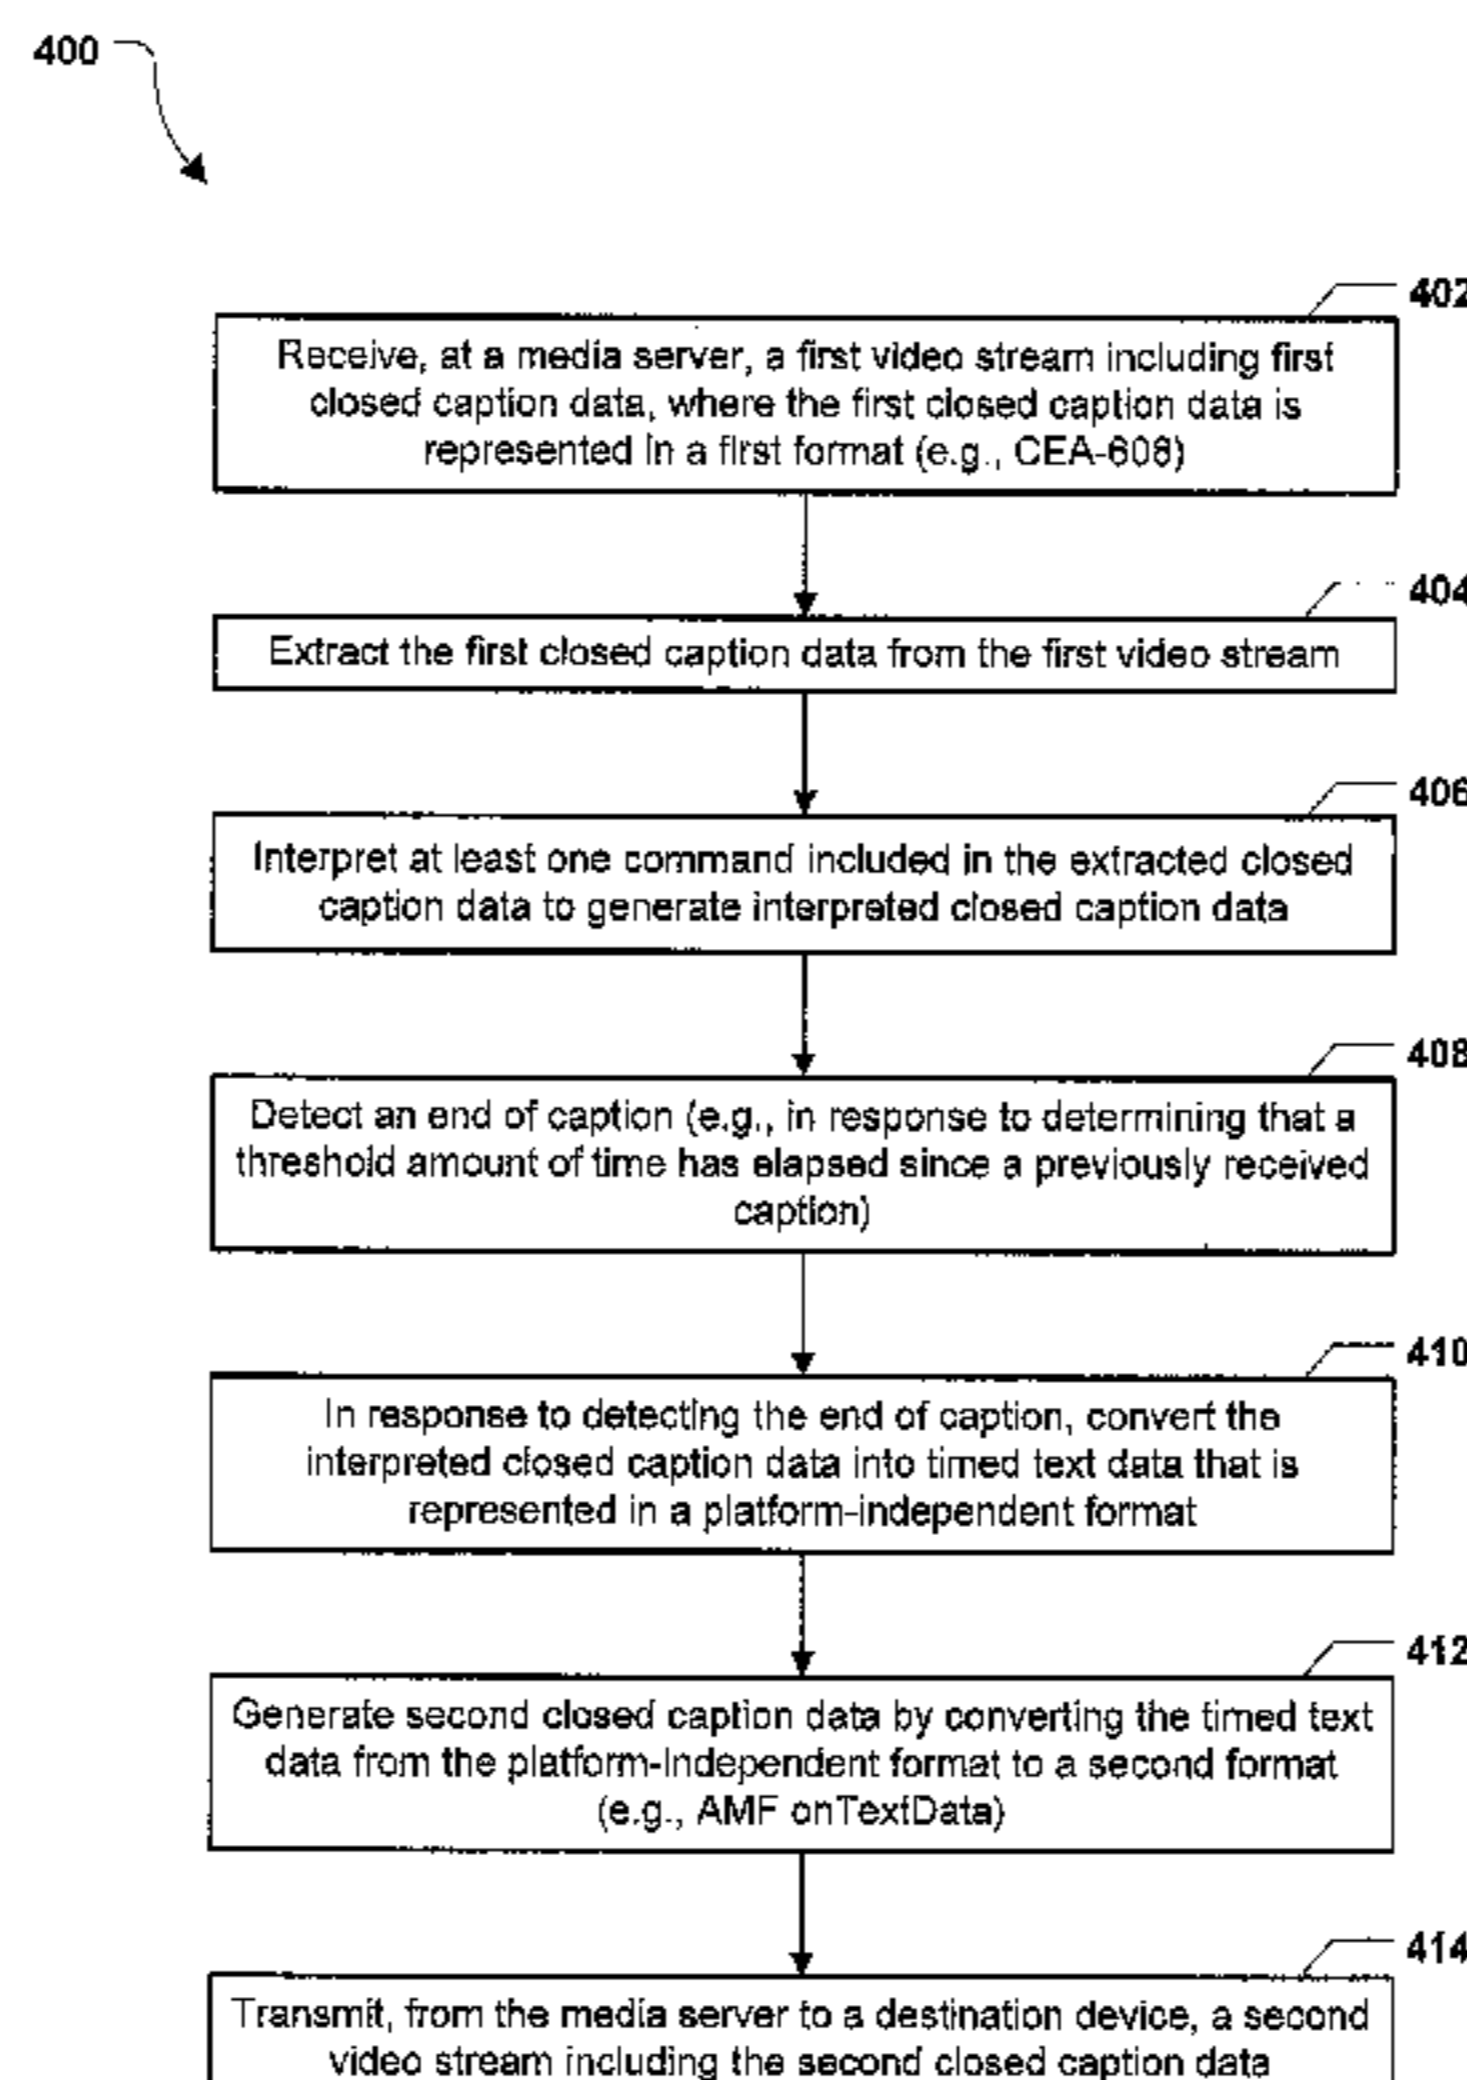 400
402
Receive, at a media server, a first video stream including first
closed caption data, where the first closed caption data is
represented in a first format (e.g., CEA-608)
404
Extract the first closed caption data from the first video stream
406
Interpret at least one command included in the extracted closed
caption data to generate interpreted closed caption data
408
Detect an end of caption (e.g., in response to determining that a
threshold amount of time has elapsed since a previously received
caption)
410
In response to detecting the end of caption, convert the
interpreted closed caption data into timed text data that is
represented in a platform-independent format
412
Generate second closed caption data by converting the timed text
data from the platform-independent format to a second format
(e.g., AMF onTextData)
414
Transmit, from the media server to a destination device, a second
video stream including the second closed caption data